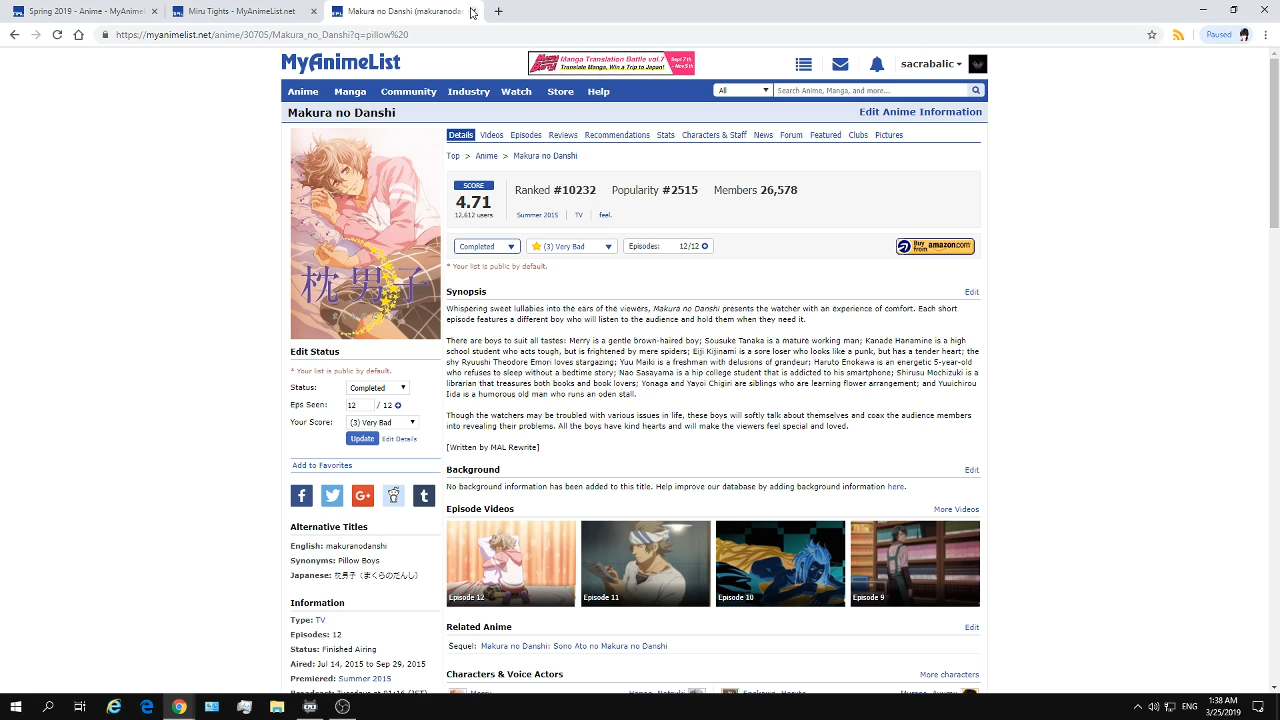 Spring 2019 - Anime - MyAnimeL
Miru Tights - MyAnimeList.net
Makura no Danshi (makuranodan
https://myanimelist.net/anime/30705/Makura_no_Danshi?q=pillow%20
Paused
MyAnimeList
Manga Translation Battle vol.7
Translate Manga, Win a Trip to Japan!
Sept 7th - Nov 5th
sacrabalic
Anime Manga Community Industry Watch Store Help
All
Search Anime, Manga, and more...
Makura no Danshi
Edit Anime Information
Details Videos Episodes Reviews Recommendations Stats Characters & Staff News Forum Featured Clubs Pictures
Top > Anime > Makura no Danshi
SCORE
4.71
12,612 users
Ranked #10232 Popularity #2515 Members 26,578
Summer 2015 | TV | feel.
Completed
(3) Very Bad
Episodes: 12/12
Buy from amazon.com
* Your list is public by default.
枕男子
Synopsis
Edit
Whispering sweet lullabies into the ears of the viewers, Makura no Danshi presents the watcher with an experience of comfort. Each short
episode features a different boy who will listen to the audience and hold them when they need it.
There are boys to suit all tastes: Merry is a gentle brown-haired boy; Sousuke Tanaka is a mature working man; Kanade Hanamine is a high
school student who acts tough, but is frightened by mere spiders; Eiji Kijinami is a sore loser who looks like a punk, but has a tender heart; the
shy Ryuushi Theodore Emori loves stargazing; Yuu Maiki is a freshman with delusions of grandeur; Haruto Enokawa is an energetic 5-year-old
who refuses to sleep without a bedtime story; Nao Sasayama is a hip college student that is addicted to his smartphone; Shirusu Mochizuki is a
librarian that treasures both books and book lovers; Yonaga and Yayoi Chigiri are siblings who are learning flower arrangement; and Yuuichirou
Iida is a humorous old man who runs an oden stall.
Though the watchers may be troubled with various issues in life, these boys will softly talk about themselves and coax the audience members
into revealing their problems. All the boys have kind hearts and will make the viewers feel special and loved.
[Written by MAL Rewrite]
Background
Edit
No background information has been added to this title. Help improve our database by adding background information here.
Episode Videos
More Videos
Episode 12
Episode 11
Episode 10
Episode 9
Related Anime
Edit
Sequel: Makura no Danshi: Sono Ato no Makura no Danshi
Characters & Voice Actors
More characters
Edit Status
* Your list is public by default.
Status: Completed
Eps Seen: 12 / 12
Your Score: (3) Very Bad
Update Edit Details
Add to Favorites
Alternative Titles
English: makuranodanshi
Synonyms: Pillow Boys
Japanese: 枕男子（まくらのだんし）
Information
Type: TV
Episodes: 12
Status: Finished Airing
Aired: Jul 14, 2015 to Sep 29, 2015
Premiered: Summer 2015
ENG
1:38 AM
3/25/2019